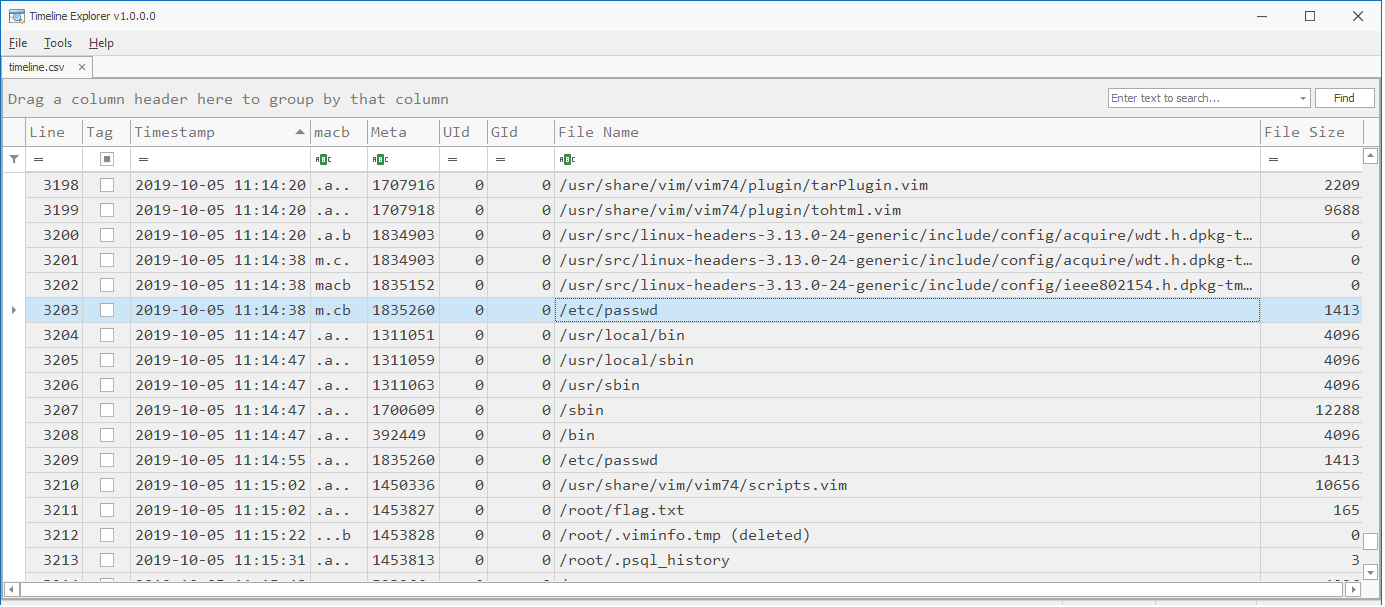 Timeline Explorer v1.0.0.0
File Tools Help
timeline.csv
Drag a column header here to group by that column
Enter text to search... Find
Line Tag Timestamp macb Meta UId GId File Name File Size
= = ABC ABC = = ABC =
3198 2019-10-05 11:14:20 .a.. 1707916 0 0 /usr/share/vim/vim74/plugin/tarPlugin.vim 2209
3199 2019-10-05 11:14:20 .a.. 1707918 0 0 /usr/share/vim/vim74/plugin/tohtml.vim 9688
3200 2019-10-05 11:14:20 .a.b 1834903 0 0 /usr/src/linux-headers-3.13.0-24-generic/include/config/acquire/wdt.h.dpkg-t... 0
3201 2019-10-05 11:14:38 m.c. 1834903 0 0 /usr/src/linux-headers-3.13.0-24-generic/include/config/acquire/wdt.h.dpkg-t... 0
3202 2019-10-05 11:14:38 macb 1835152 0 0 /usr/src/linux-headers-3.13.0-24-generic/include/config/ieee802154.h.dpkg-tm... 0
3203 2019-10-05 11:14:38 m.cb 1835260 0 0 /etc/passwd 1413
3204 2019-10-05 11:14:47 .a.. 1311051 0 0 /usr/local/bin 4096
3205 2019-10-05 11:14:47 .a.. 1311059 0 0 /usr/local/sbin 4096
3206 2019-10-05 11:14:47 .a.. 1311063 0 0 /usr/sbin 4096
3207 2019-10-05 11:14:47 .a.. 1700609 0 0 /sbin 12288
3208 2019-10-05 11:14:47 .a.. 392449 0 0 /bin 4096
3209 2019-10-05 11:14:55 .a.. 1835260 0 0 /etc/passwd 1413
3210 2019-10-05 11:15:02 .a.. 1450336 0 0 /usr/share/vim/vim74/scripts.vim 10656
3211 2019-10-05 11:15:02 .a.. 1453827 0 0 /root/flag.txt 165
3212 2019-10-05 11:15:22 ...b 1453828 0 0 /root/.viminfo.tmp (deleted) 0
3213 2019-10-05 11:15:31 .a.. 1453813 0 0 /root/.psql_history 3